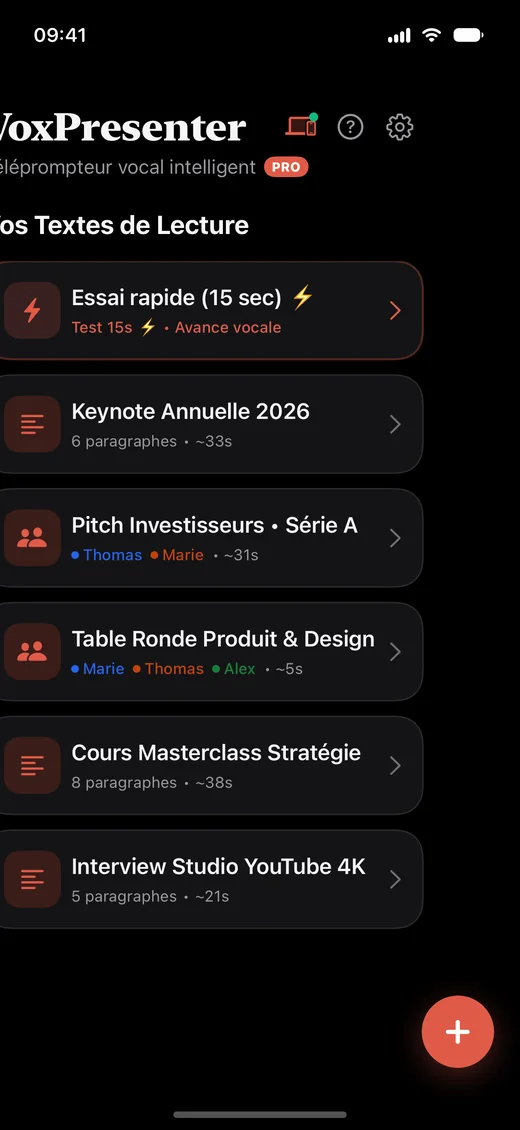 09:41
VoxPresenter
éléprompteur vocal intelligent PRO
os Textes de Lecture
Essai rapide (15 sec) ⚡
Test 15s ⚡ • Avance vocale
Keynote Annuelle 2026
6 paragraphes • ~33s
Pitch Investisseurs • Série A
Thomas Marie • ~31s
Table Ronde Produit & Design
Marie Thomas Alex • ~5s
Cours Masterclass Stratégie
8 paragraphes • ~38s
Interview Studio YouTube 4K
5 paragraphes • ~21s